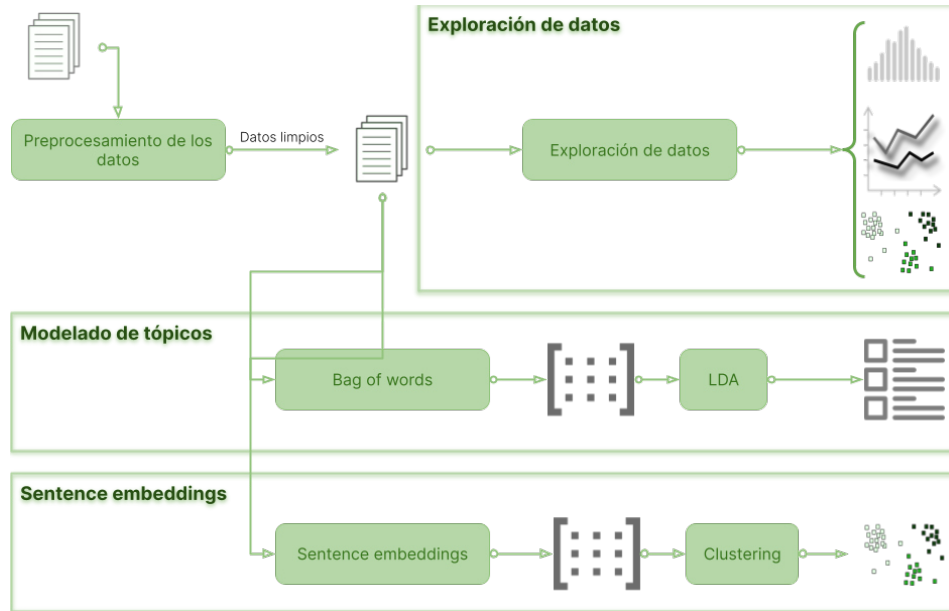 Exploración de datos
Preprocesamiento de los
datos
Datos limpios
Exploración de datos
Modelado de tópicos
Bag of words
LDA
Sentence embeddings
Sentence embeddings
Clustering